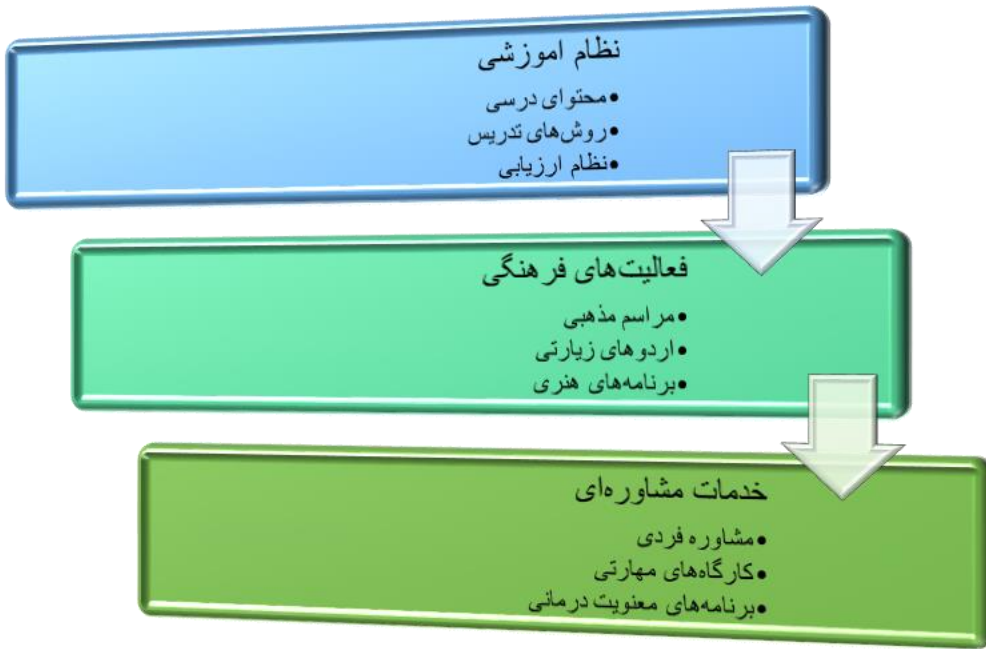 نظام اموزشی
•محتوای درسی
•روش‌های تدریس
•نظام ارزیابی
فعالیت‌های فرهنگی
•مراسم مذهبی
•اردوهای زیارتی
•برنامه‌های هنری
خدمات مشاوره‌ای
•مشاوره فردی
•کارگاه‌های مهارتی
•برنامه‌های معنویت درمانی